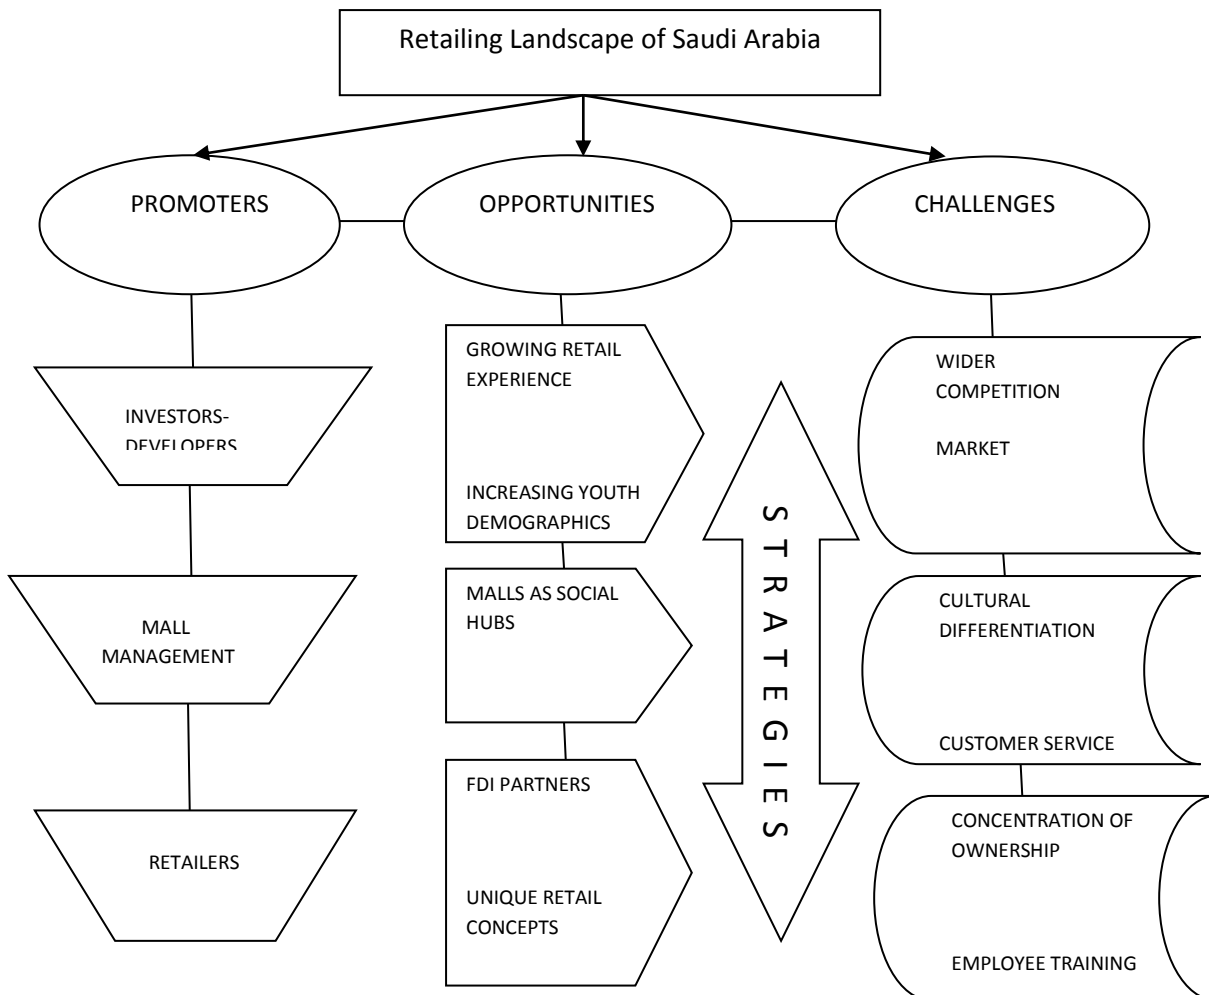 Retailing Landscape of Saudi Arabia
PROMOTERS
OPPORTUNITIES
CHALLENGES
INVESTORS-
DEVELOPERS
MALL
MANAGEMENT
RETAILERS
GROWING RETAIL
EXPERIENCE
INCREASING YOUTH
DEMOGRAPHICS
MALLS AS SOCIAL
HUBS
FDI PARTNERS
UNIQUE RETAIL
CONCEPTS
STRATEGIES
WIDER
COMPETITION
MARKET
CULTURAL
DIFFERENTIATION
CUSTOMER SERVICE
CONCENTRATION OF
OWNERSHIP
EMPLOYEE TRAINING